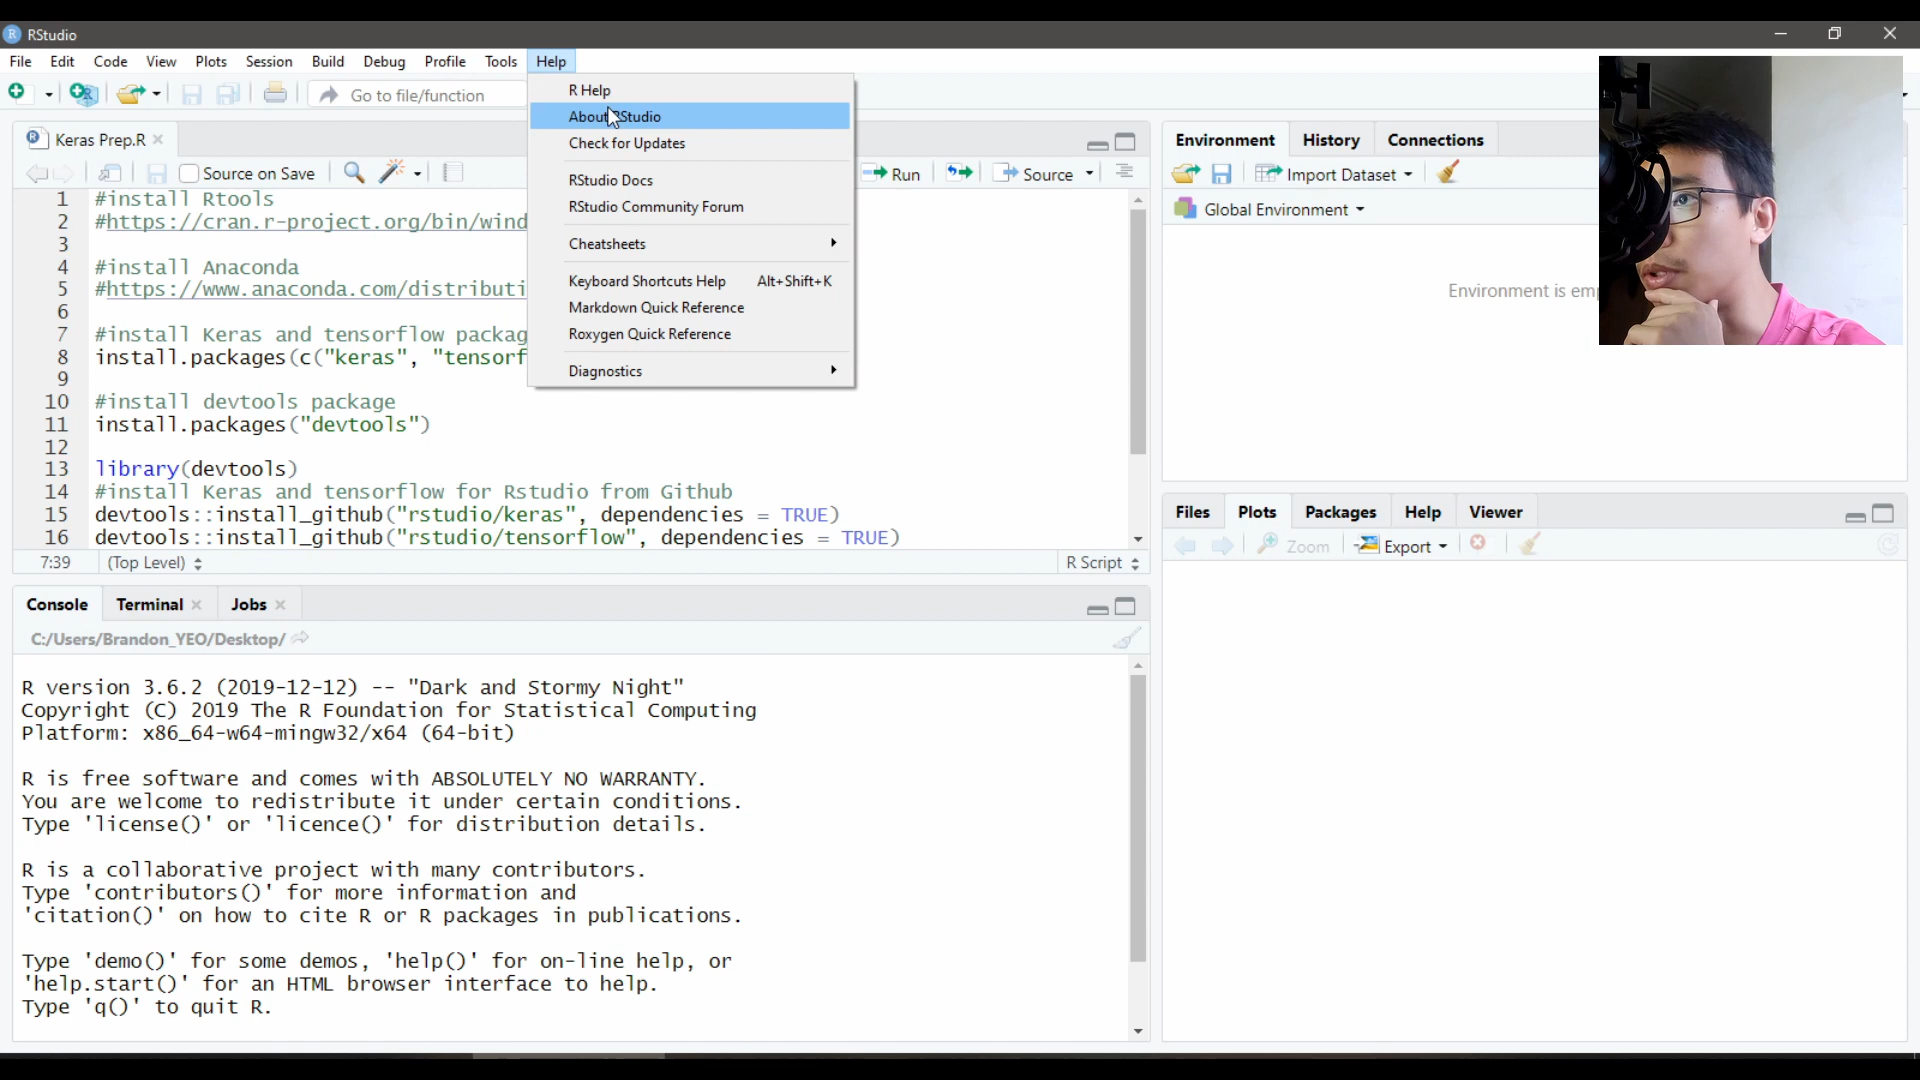 RStudio
File Edit Code View Plots Session Build Debug Profile Tools Help
Go to file/function
R Help
About RStudio
Check for Updates
RStudio Docs
RStudio Community Forum
Cheatsheets
Keyboard Shortcuts Help Alt+Shift+K
Markdown Quick Reference
Roxygen Quick Reference
Diagnostics
Keras Prep.R
Source on Save
Run
Source
1 #install Rtools
2 #https://cran.r-project.org/bin/wind
3
4 #install Anaconda
5 #https://www.anaconda.com/distributi
6
7 #install Keras and tensorflow packag
8 install.packages(c("keras", "tensorf
9
10 #install devtools package
11 install.packages("devtools")
12
13 library(devtools)
14 #install Keras and tensorflow for Rstudio from Github
15 devtools::install_github("rstudio/keras", dependencies = TRUE)
16 devtools::install_github("rstudio/tensorflow", dependencies = TRUE)
7:39 (Top Level) R Script
Console Terminal Jobs
C:/Users/Brandon_YEO/Desktop/
R version 3.6.2 (2019-12-12) -- "Dark and Stormy Night"
Copyright (C) 2019 The R Foundation for Statistical Computing
Platform: x86_64-w64-mingw32/x64 (64-bit)
R is free software and comes with ABSOLUTELY NO WARRANTY.
You are welcome to redistribute it under certain conditions.
Type 'license()' or 'licence()' for distribution details.
R is a collaborative project with many contributors.
Type 'contributors()' for more information and
'citation()' on how to cite R or R packages in publications.
Type 'demo()' for some demos, 'help()' for on-line help, or
'help.start()' for an HTML browser interface to help.
Type 'q()' to quit R.
Environment History Connections
Import Dataset
Global Environment
Environment is em
Files Plots Packages Help Viewer
Zoom Export